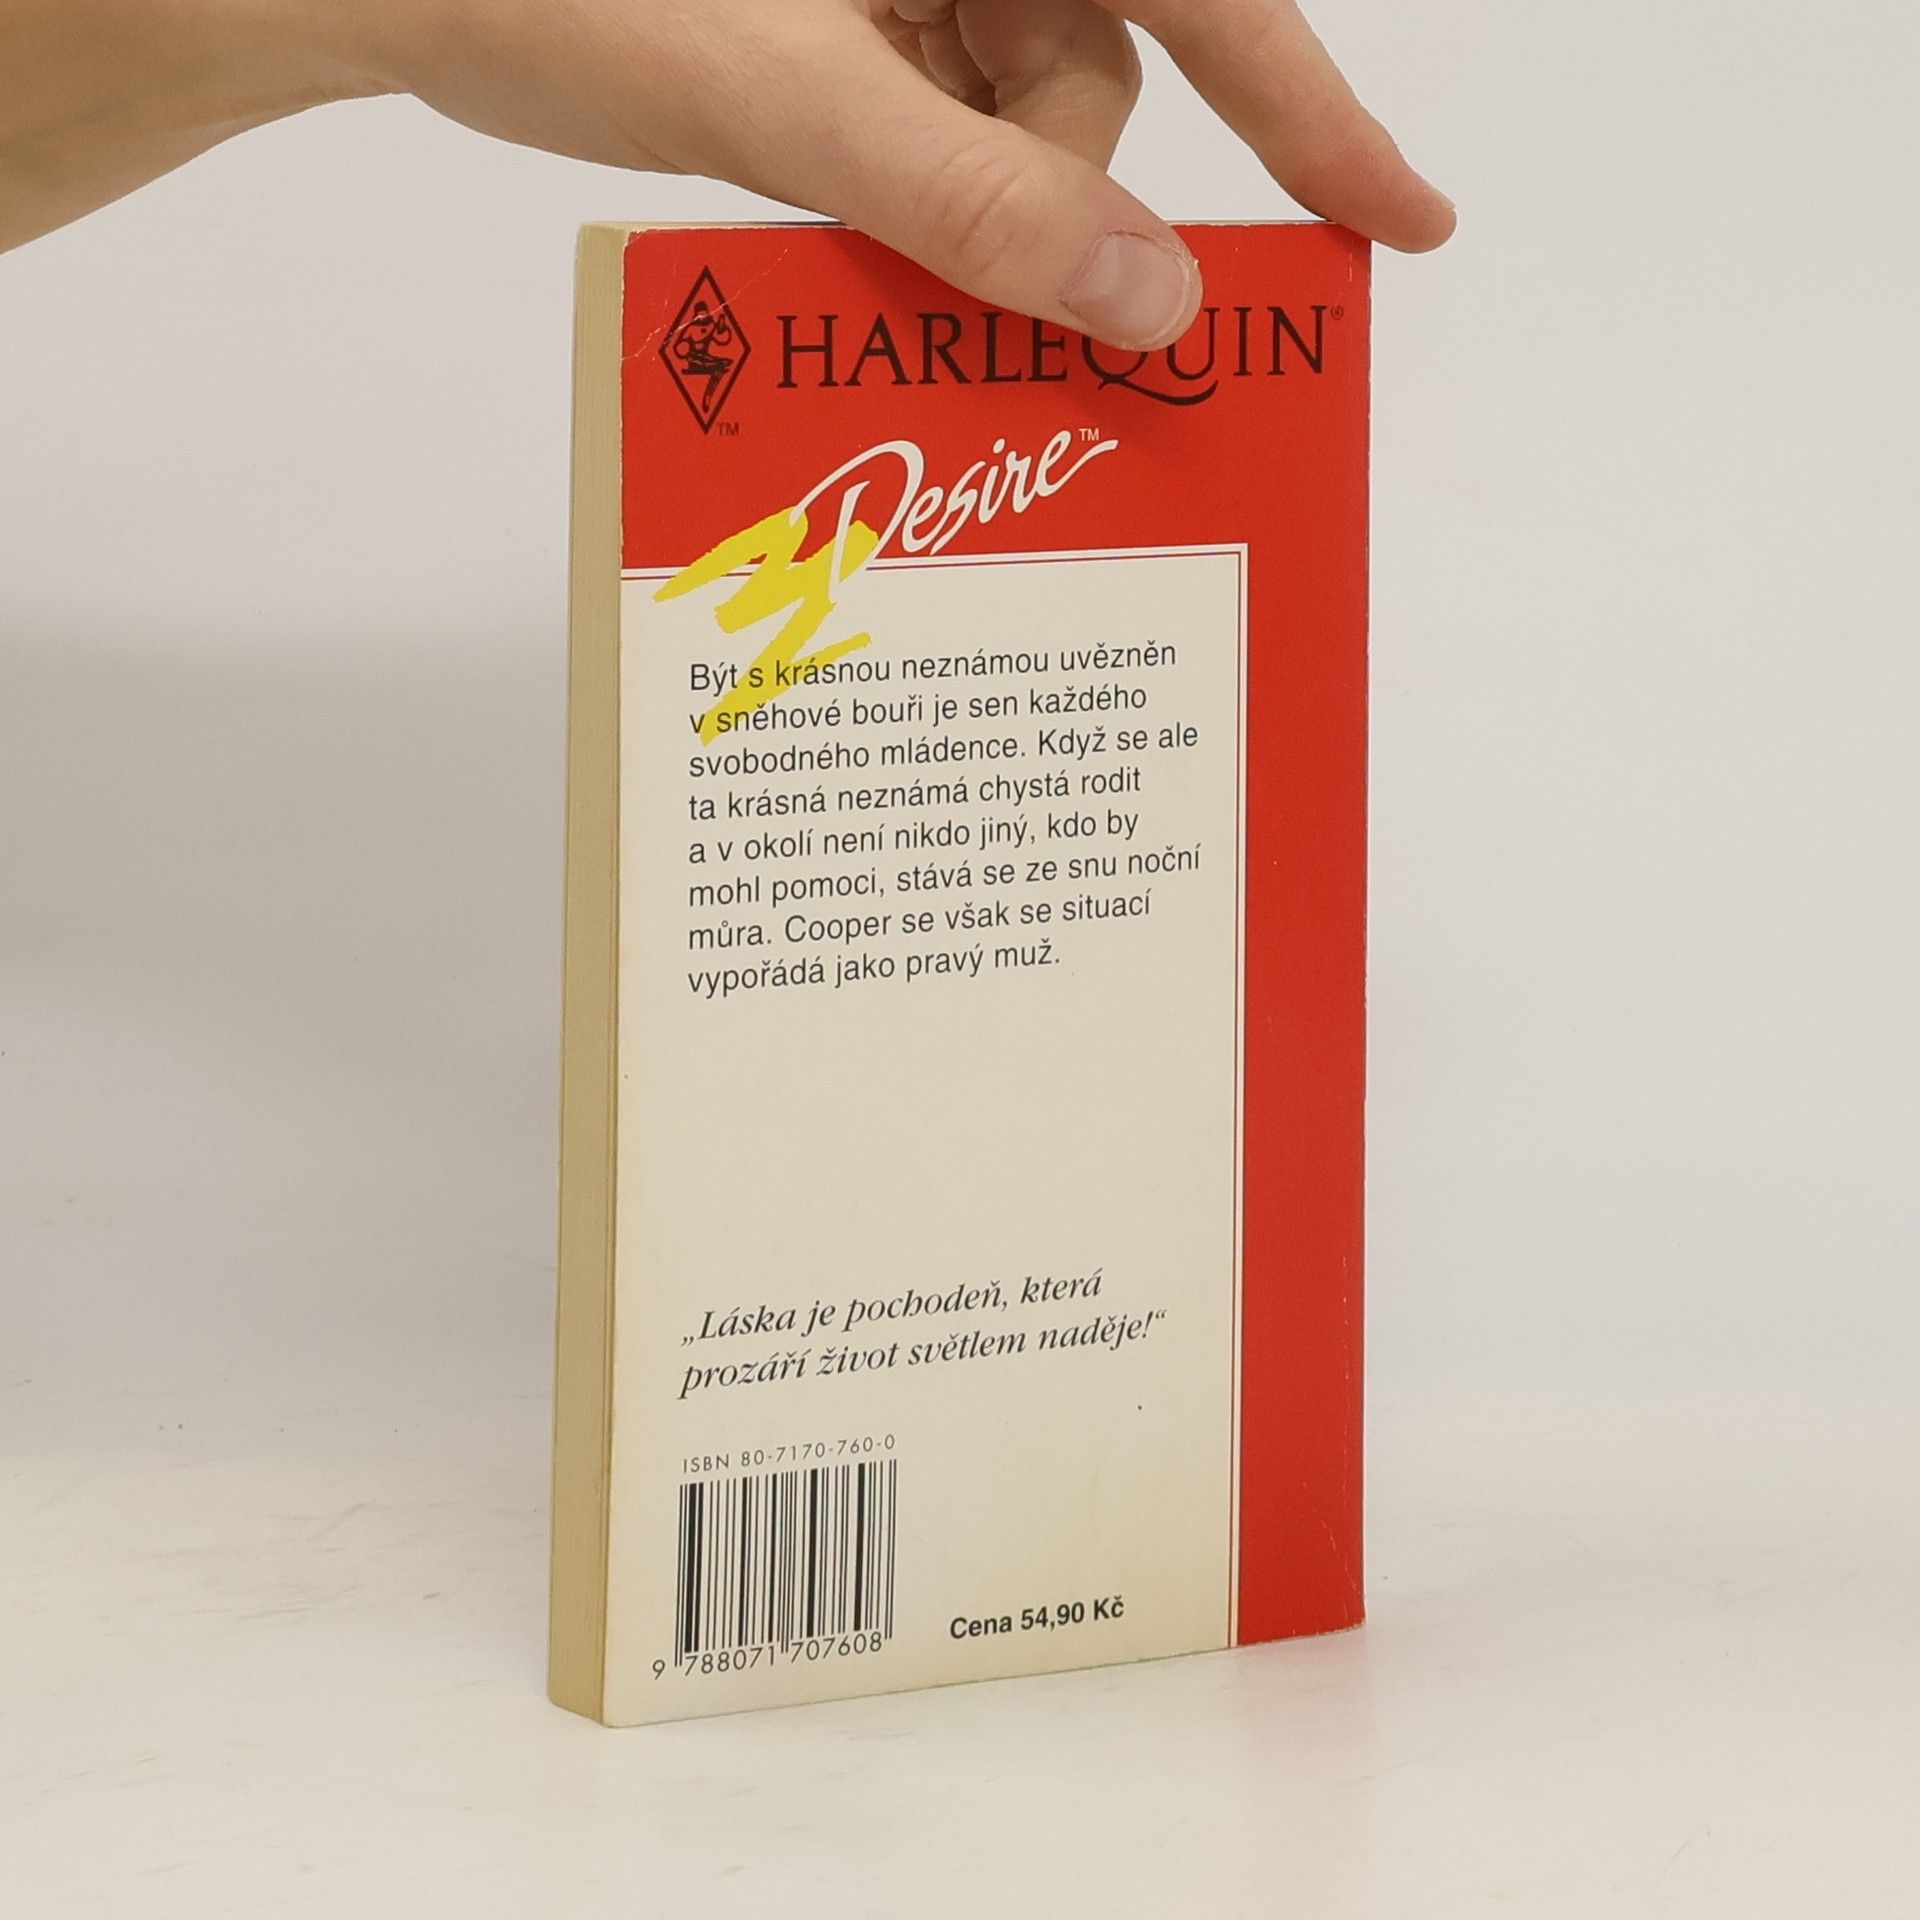 HARLEQUIN®
TM
Desire™
Být s krásnou neznámou uvězněn
v sněhové bouři je sen každého
svobodného mládence. Když se ale
ta krásná neznámá chystá rodit
a v okolí není nikdo jiný, kdo by
mohl pomoci, stává se ze snu noční
můra. Cooper se však se situací
vypořádá jako pravý muž.
„Láska je pochodeň, která
prozáří život světlem naděje!“
ISBN 80-7170-760-0
9 788071 707608
Cena 54,90 Kč